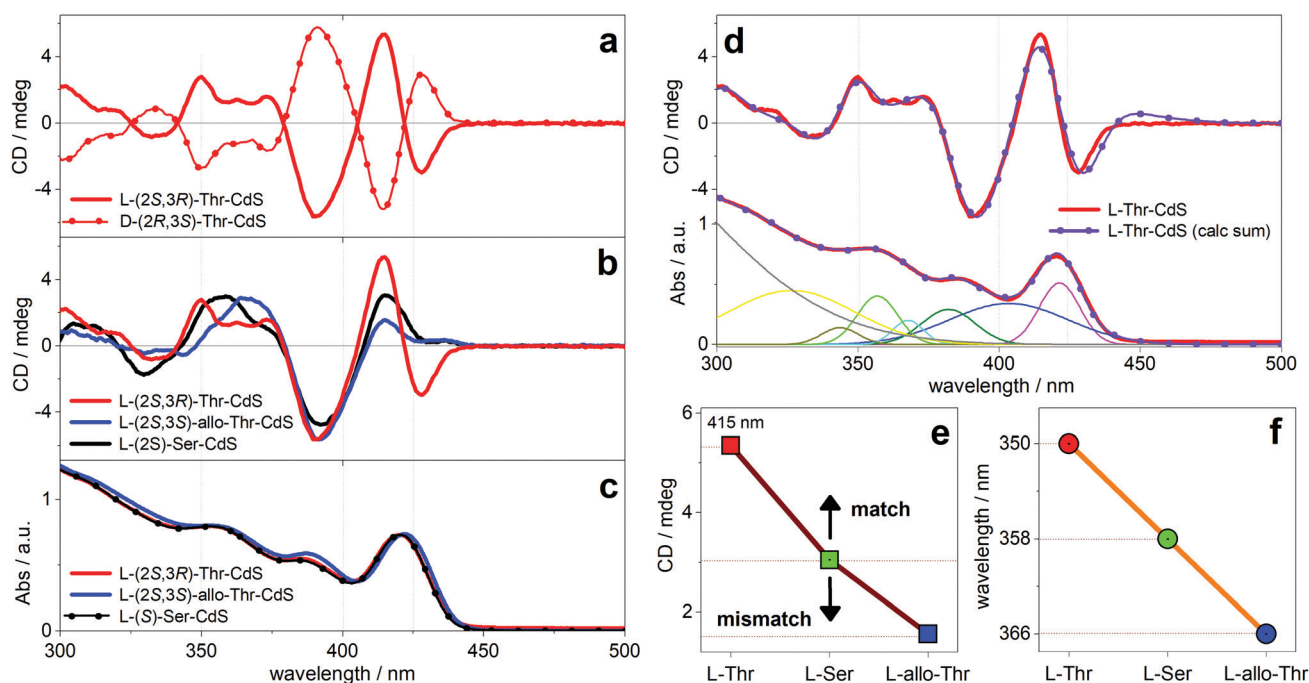 a
CD / mdeg
4
0
-4
L-(2S,3R)-Thr-CdS
D-(2R,3S)-Thr-CdS
b
CD / mdeg
4
0
-4
L-(2S,3R)-Thr-CdS
L-(2S,3S)-allo-Thr-CdS
L-(2S)-Ser-CdS
c
Abs / a.u.
1
0
L-(2S,3R)-Thr-CdS
L-(2S,3S)-allo-Thr-CdS
L-(S)-Ser-CdS
300 350 400 450 500
wavelength / nm
d
CD / mdeg
4
0
-4
L-Thr-CdS
L-Thr-CdS (calc sum)
Abs / a.u.
1
0
300 350 400 450 500
wavelength / nm
e
CD / mdeg
6
4
2
415 nm
match
mismatch
L-Thr L-Ser L-allo-Thr
f
wavelength / nm
350
358
366
L-Thr L-Ser L-allo-Thr